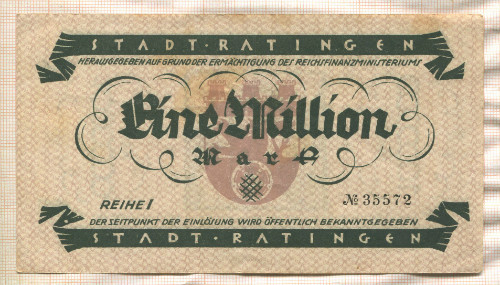 STADT·RATINGEN
HERAUSGEGEBEN AUF GRUND DER ERMÄCHTIGUNG DES REICHSFINANZMINISTERIUMS
Eine Million
Mark
REIHE I
№ 35572
DER ZEITPUNKT DER EINLÖSUNG WIRD ÖFFENTLICH BEKANNTGEGEBEN
STADT·RATINGEN